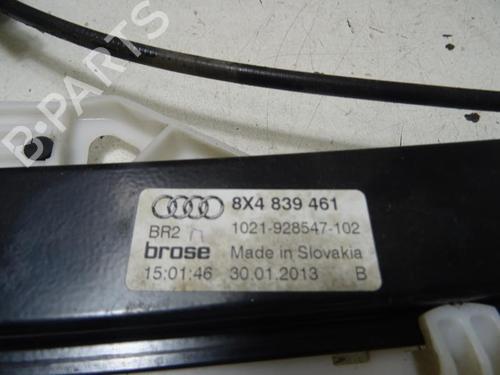 B-PARTS
8X4 839 461
BR2 1021-928547-102
brose Made in Slovakia
15:01:46 30.01.2013 B